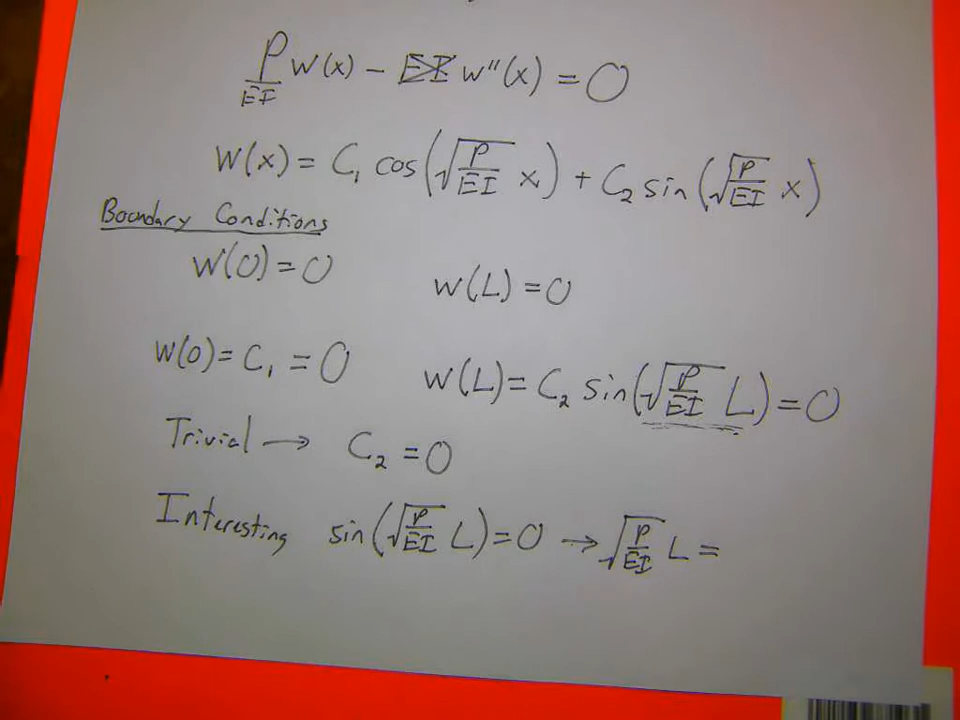 P/EI w(x) − EI w''(x) = 0
w(x) = C₁ cos(√(P/EI) x) + C₂ sin(√(P/EI) x)
Boundary Conditions
w(0) = 0 w(L) = 0
w(0) = C₁ = 0 w(L) = C₂ sin(√(P/EI) L) = 0
Trivial → C₂ = 0
Interesting sin(√(P/EI) L) = 0 → √(P/EI) L =